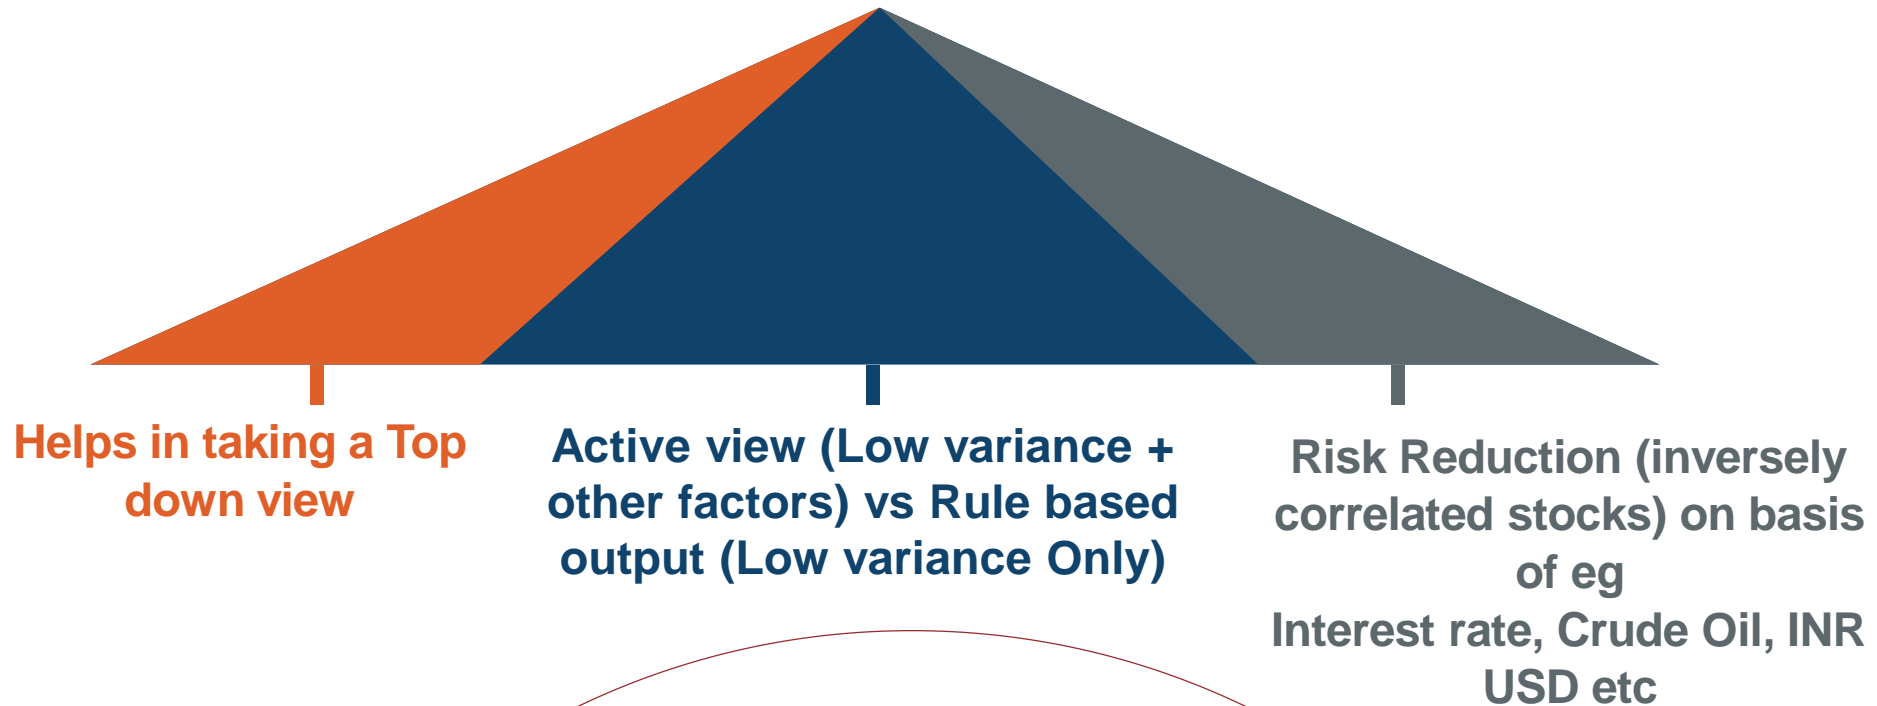 Helps in taking a Top
down view
Active view (Low variance +
other factors) vs Rule based
output (Low variance Only)
Risk Reduction (inversely
correlated stocks) on basis
of eg
Interest rate, Crude Oil, INR
USD etc